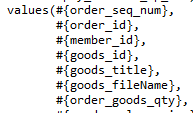 values(#{order_seq_num},
#{order_id},
#{member_id},
#{goods_id},
#{goods_title},
#{goods_fileName},
#{order_goods_qty},